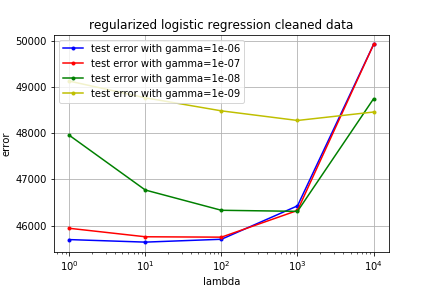 regularized logistic regression cleaned data
50000
49000
48000
47000
46000
error
test error with gamma=1e-06
test error with gamma=1e-07
test error with gamma=1e-08
test error with gamma=1e-09
10⁰ 10¹ 10² 10³ 10⁴
lambda